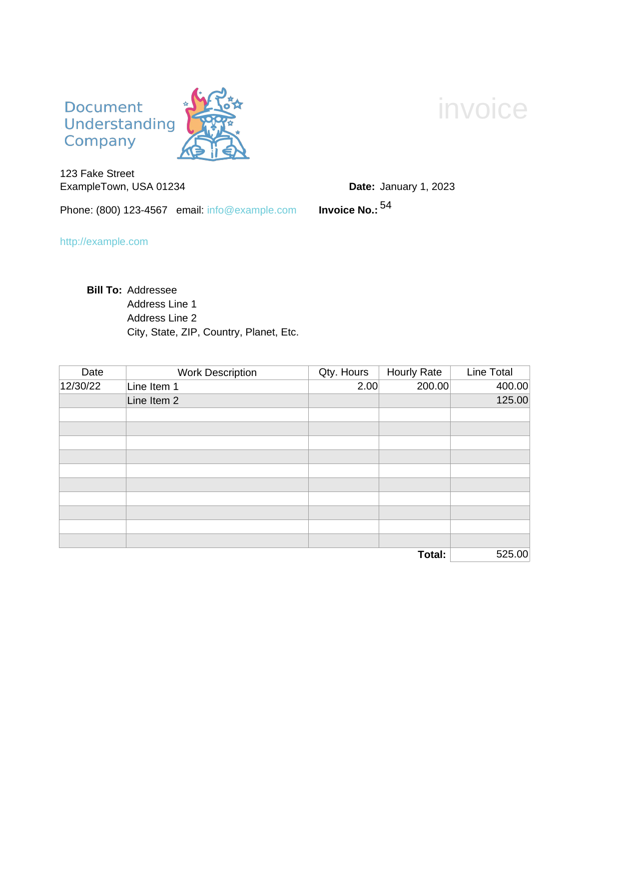 Document
Understanding
Company
invoice
123 Fake Street
ExampleTown, USA 01234
Date: January 1, 2023
Phone: (800) 123-4567 email: info@example.com
Invoice No.: 54
http://example.com
Bill To: Addressee
Address Line 1
Address Line 2
City, State, ZIP, Country, Planet, Etc.
Date Work Description Qty. Hours Hourly Rate Line Total
12/30/22 Line Item 1 2.00 200.00 400.00
Line Item 2 125.00
Total: 525.00